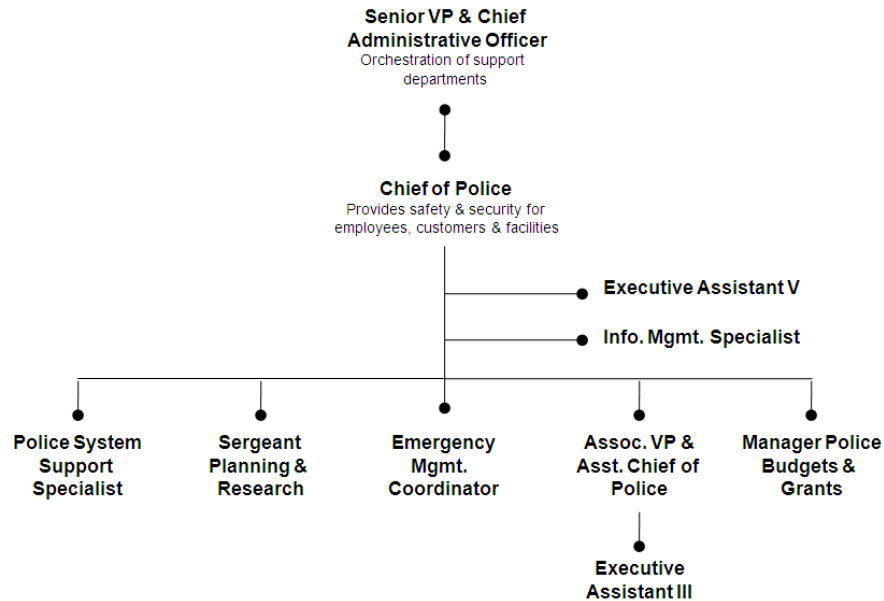 Senior VP & Chief
Administrative Officer
Orchestration of support
departments
Chief of Police
Provides safety & security for
employees, customers & facilities
Executive Assistant V
Info. Mgmt. Specialist
Police System
Support
Specialist
Sergeant
Planning &
Research
Emergency
Mgmt.
Coordinator
Assoc. VP &
Asst. Chief of
Police
Manager Police
Budgets &
Grants
Executive
Assistant III